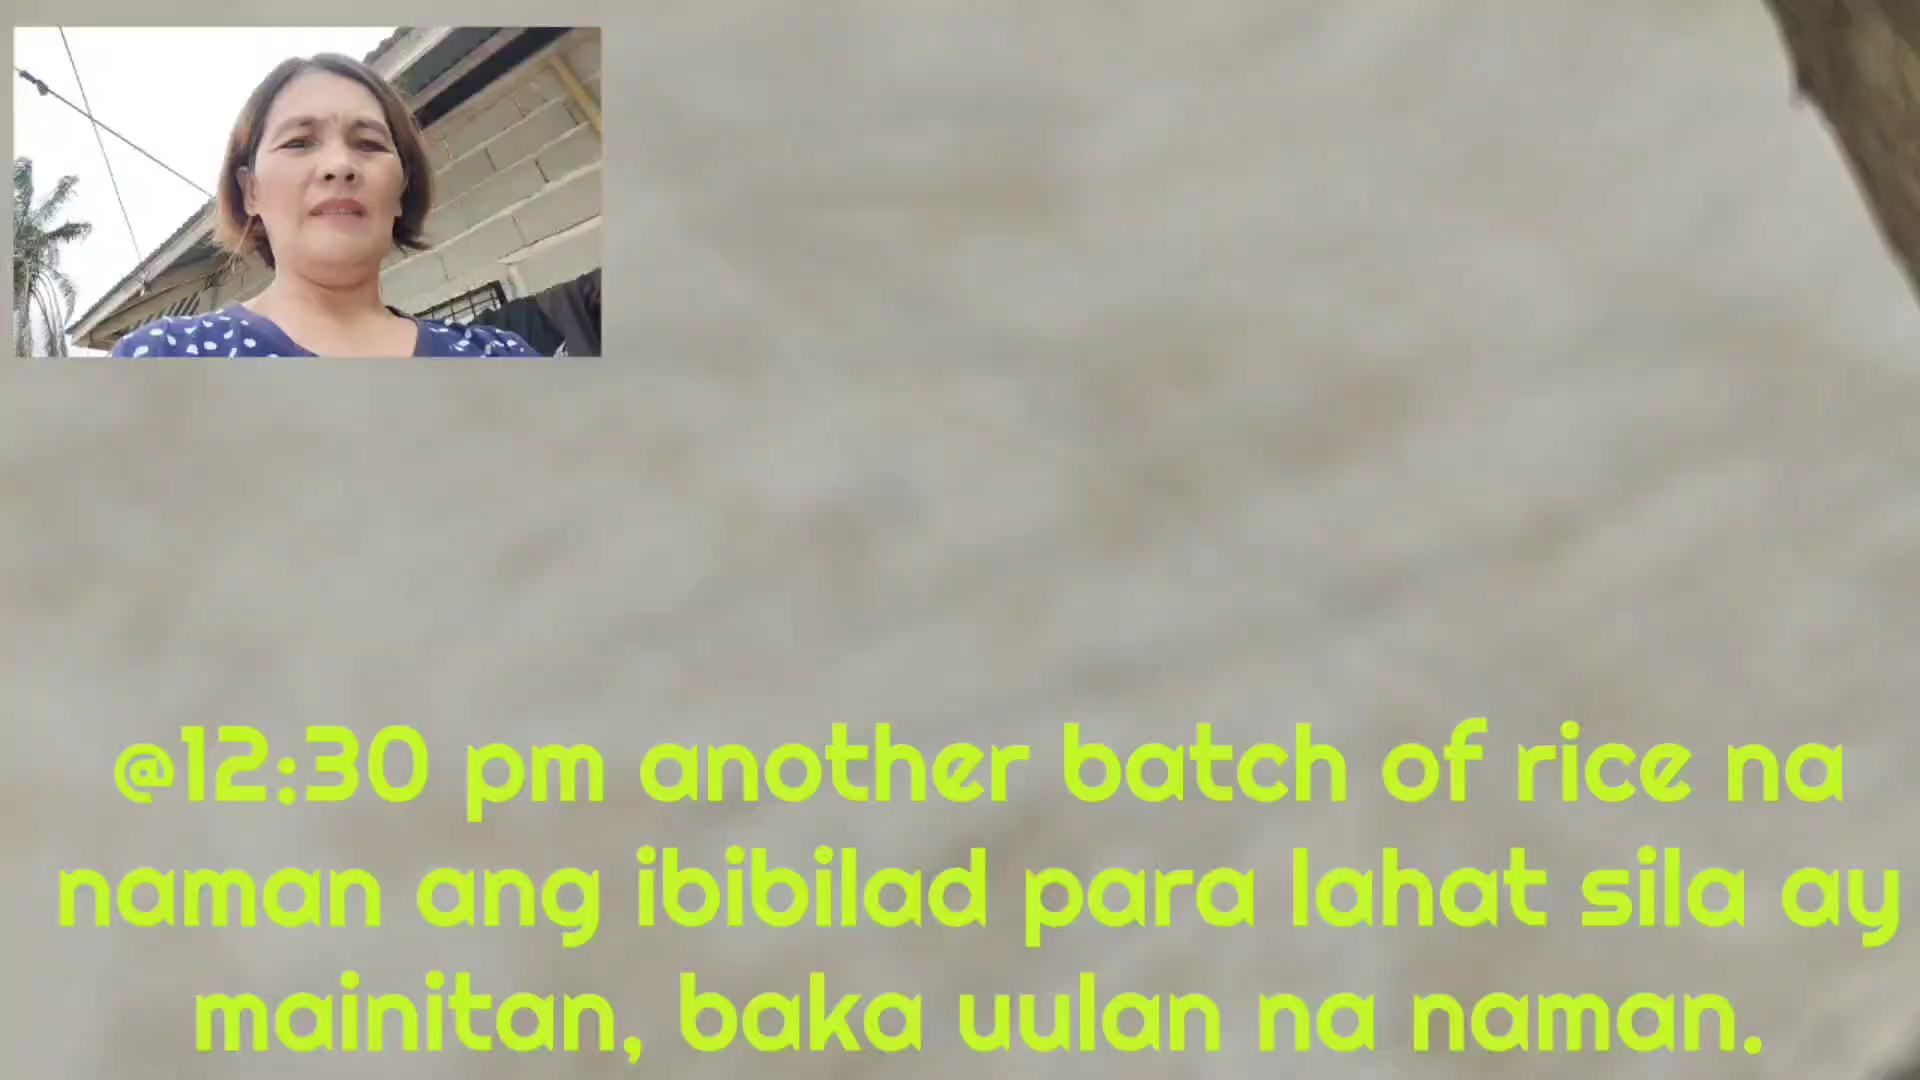 @12:30 pm another batch of rice na
naman ang ibibilad para lahat sila ay
mainitan, baka uulan na naman.